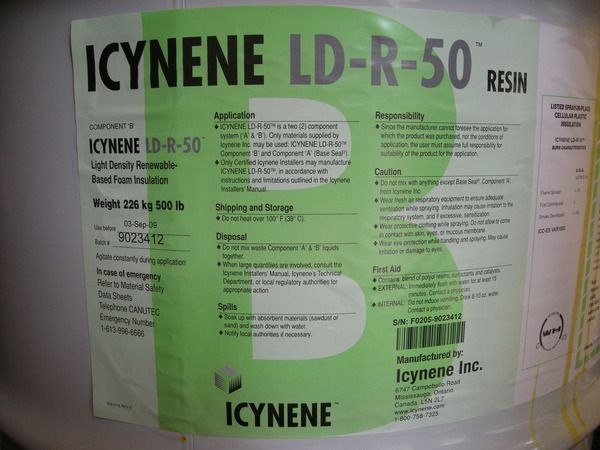 ICYNENE LD-R-50™ RESIN
COMPONENT 'B'
ICYNENE LD-R-50™
Light Density Renewable-
Based Foam Insulation
Weight 226 kg 500 lb
Use before 03-Sep-09
Batch # 9023412
Agitate constantly during application
In case of emergency
Refer to Material Safety
Data Sheets
Telephone CANUTEC
Emergency Number
1-613-996-6666
Application
ICYNENE LD-R-50™ is a two (2) component
system ('A' & 'B'). Only materials supplied by
Icynene Inc. may be used: ICYNENE LD-R-50™
Component 'B' and Component 'A' (Base Seal®).
Only Certified Icynene Installers may manufacture
ICYNENE LD-R-50™, in accordance with
instructions and limitations outlined in the Icynene
Installers' Manual.
Shipping and Storage
Do not heat over 100° F (38° C).
Disposal
Do not mix waste Component 'A' & 'B' liquids
together.
When large quantities are involved, consult the
Icynene Installers' Manual, Icynene's Technical
Department, or local regulatory authorities for
appropriate action.
Spills
Soak up with absorbent materials (sawdust or
sand) and wash down with water.
Notify local authorities if necessary.
ICYNENE™
Responsibility
Since the manufacturer cannot foresee the application for
which the product was purchased, nor the conditions of
application, the user must assume full responsibility for
suitability of the product for the application.
Caution
Do not mix with anything except Base Seal®, Component 'A',
from Icynene Inc.
Wear fresh air respiratory equipment to ensure adequate
ventilation while spraying. Inhalation may cause irritation to the
respiratory system, and if excessive, sensitization.
Wear protective clothing while spraying. Do not allow to come
in contact with skin, eyes, or mucous membrane.
Wear eye protection while handling and spraying. May cause
irritation or damage to eyes.
First Aid
Contains: blend of polyol resins, surfactants and catalysts.
EXTERNAL: Immediately flush with water for at least 15
minutes. Contact a physician.
INTERNAL: Do not induce vomiting. Drink 8-10 oz. water.
Contact a physician.
S/N: F0205-9023412
Manufactured by:
Icynene Inc.
6747 Campobello Road
Mississauga, Ontario
Canada, L5N 2L7
www.icynene.com
1-800-758-7325
B
LISTED SPRAY-IN-PLACE
CELLULAR PLASTIC
INSULATION
ICYNENE LD-R-50™
BURN CHARACTERISTICS
Flame Spread
Fuel Contributed
Smoke Developed